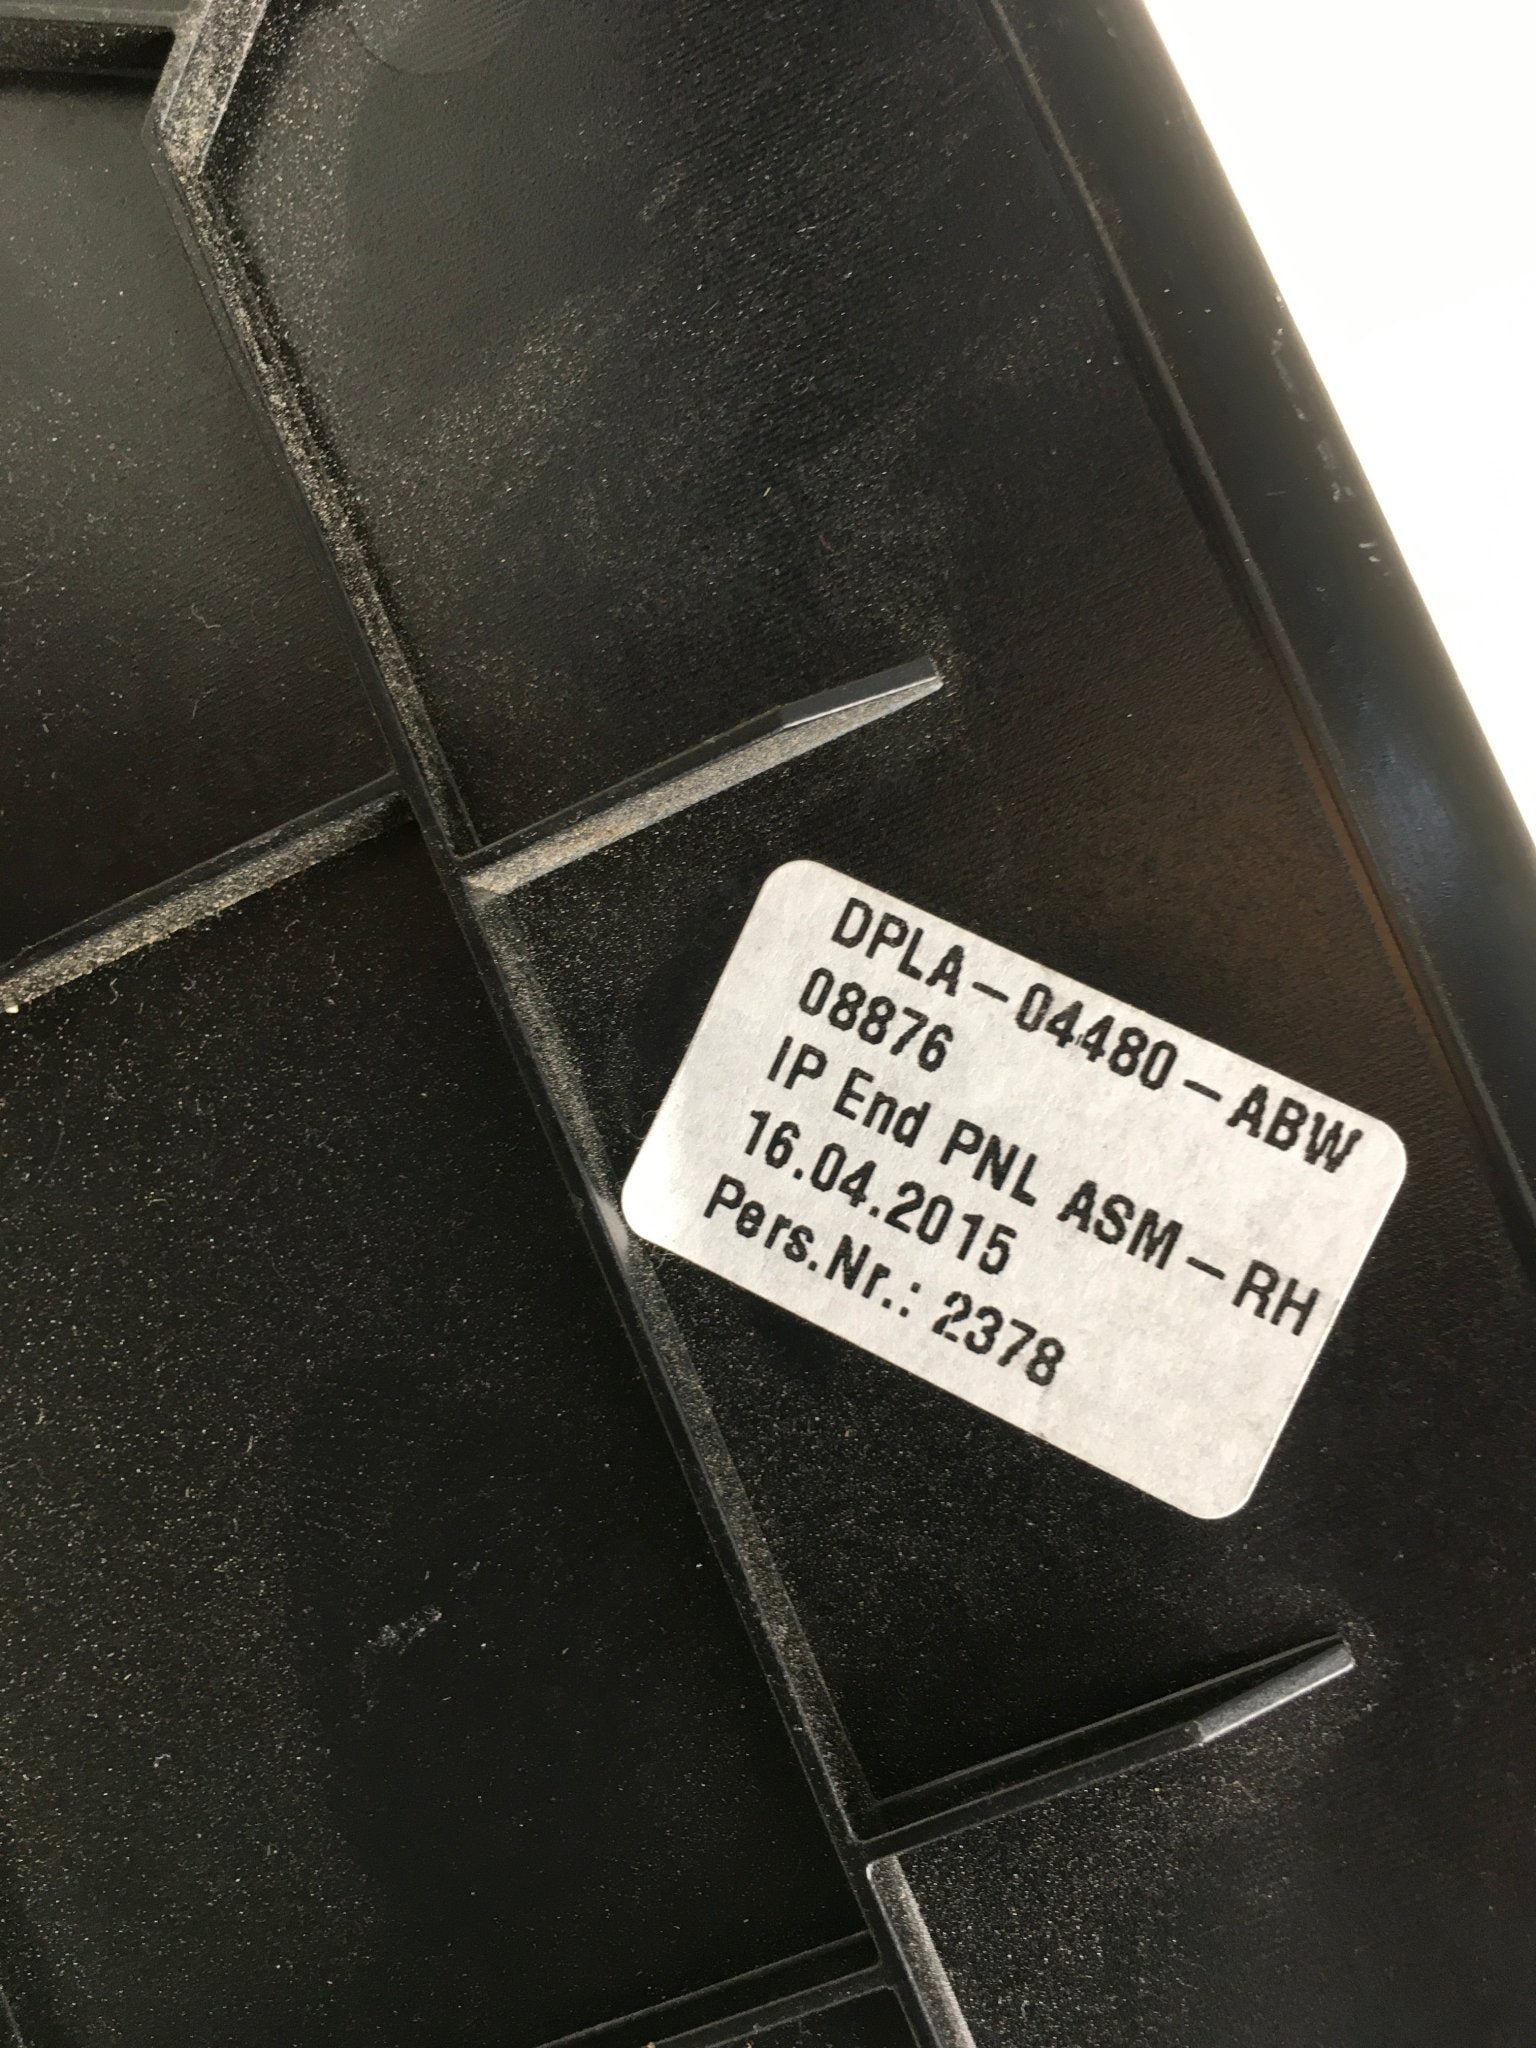 DPLA-04480-ABW
08876
IP End PNL ASM-RH
16.04.2015
Pers.Nr.: 2378